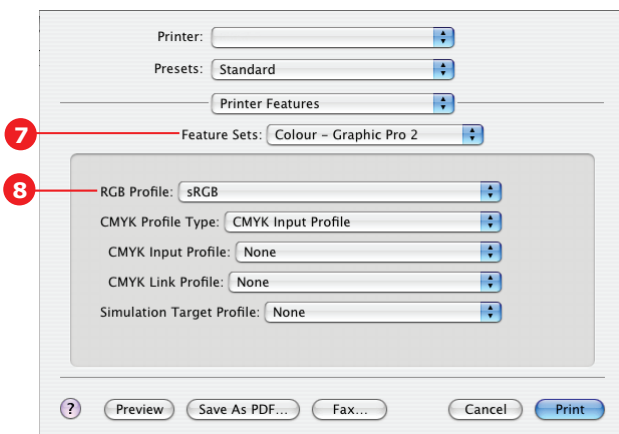 Printer:
Presets: Standard
Printer Features
7 Feature Sets: Colour – Graphic Pro 2
8 RGB Profile: sRGB
CMYK Profile Type: CMYK Input Profile
CMYK Input Profile: None
CMYK Link Profile: None
Simulation Target Profile: None
? Preview Save As PDF... Fax... Cancel Print